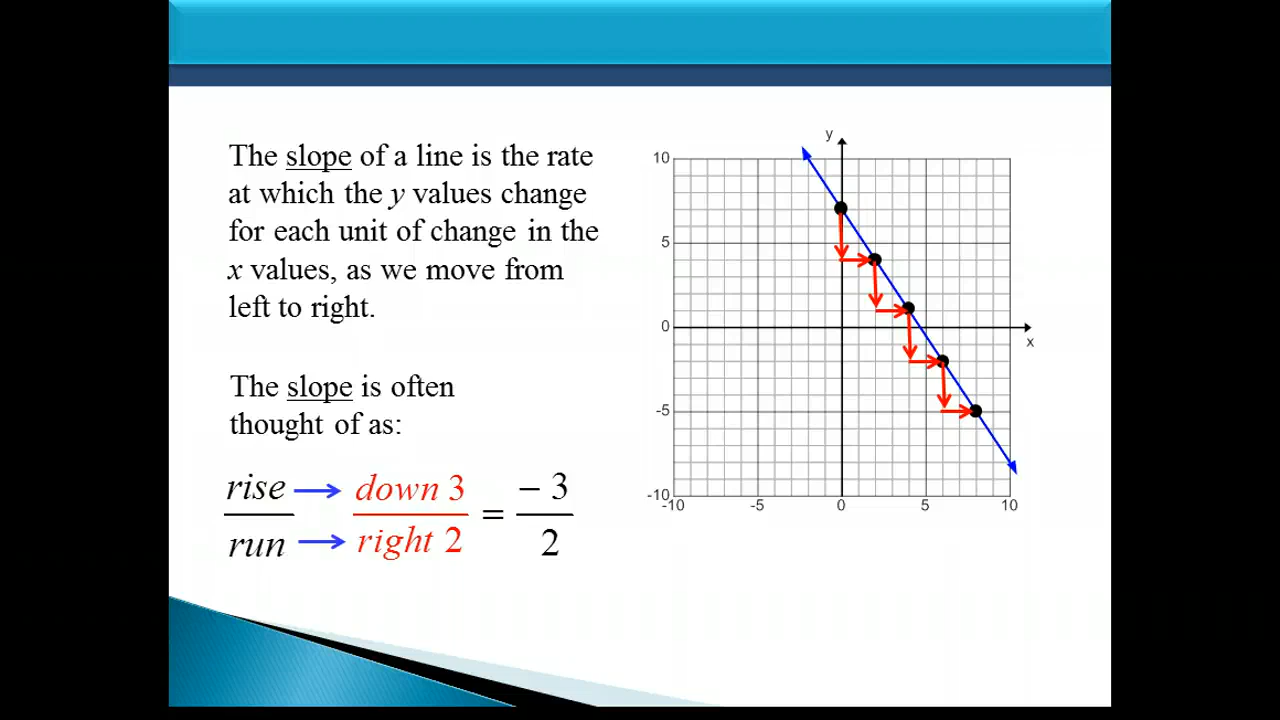 The slope of a line is the rate
at which the y values change
for each unit of change in the
x values, as we move from
left to right.
The slope is often
thought of as:
rise → down 3 = − 3
run → right 2 2
y
10
5
0
-5
-10
-10 -5 0 5 10
x